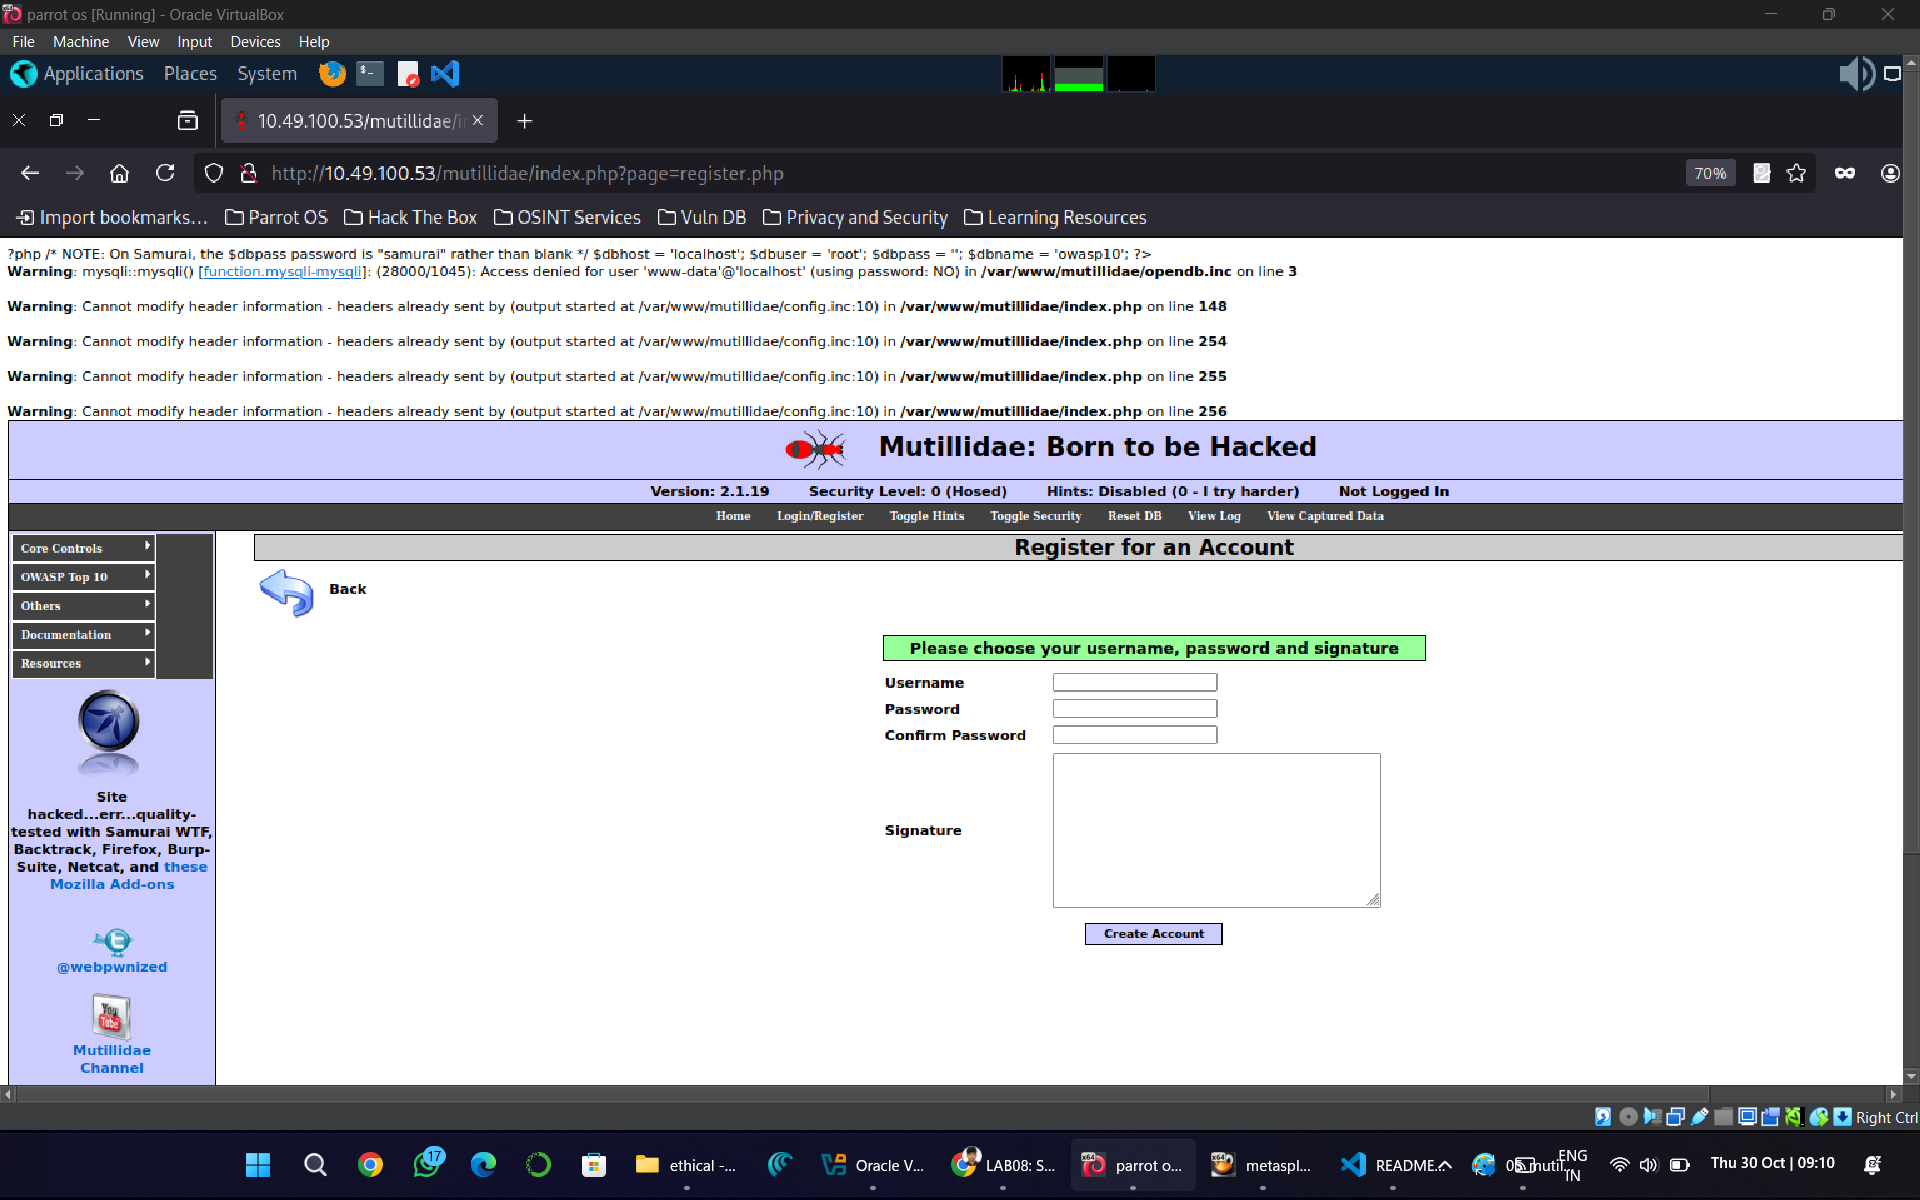 parrot os [Running] - Oracle VirtualBox
File Machine View Input Devices Help
Applications Places System
10.49.100.53/mutillidae/i
http://10.49.100.53/mutillidae/index.php?page=register.php
70%
Import bookmarks... Parrot OS Hack The Box OSINT Services Vuln DB Privacy and Security Learning Resources
?php /* NOTE: On Samurai, the $dbpass password is "samurai" rather than blank */ $dbhost = 'localhost'; $dbuser = 'root'; $dbpass = ''; $dbname = 'owasp10'; ?>
Warning: mysqli::mysqli() [function.mysqli-mysqli]: (28000/1045): Access denied for user 'www-data'@'localhost' (using password: NO) in /var/www/mutillidae/opendb.inc on line 3
Warning: Cannot modify header information - headers already sent by (output started at /var/www/mutillidae/config.inc:10) in /var/www/mutillidae/index.php on line 148
Warning: Cannot modify header information - headers already sent by (output started at /var/www/mutillidae/config.inc:10) in /var/www/mutillidae/index.php on line 254
Warning: Cannot modify header information - headers already sent by (output started at /var/www/mutillidae/config.inc:10) in /var/www/mutillidae/index.php on line 255
Warning: Cannot modify header information - headers already sent by (output started at /var/www/mutillidae/config.inc:10) in /var/www/mutillidae/index.php on line 256
Mutillidae: Born to be Hacked
Version: 2.1.19 Security Level: 0 (Hosed) Hints: Disabled (0 - I try harder) Not Logged In
Home Login/Register Toggle Hints Toggle Security Reset DB View Log View Captured Data
Core Controls
OWASP Top 10
Others
Documentation
Resources
Site
hacked...err...quality-
tested with Samurai WTF,
Backtrack, Firefox, Burp-
Suite, Netcat, and these
Mozilla Add-ons
@webpwnized
You
Tube
Mutillidae
Channel
Register for an Account
Back
Please choose your username, password and signature
Username
Password
Confirm Password
Signature
Create Account
Right Ctrl
17
ethical -...
Oracle V...
LAB08: S...
parrot o...
metaspl...
README.
ENG
IN
Thu 30 Oct | 09:10